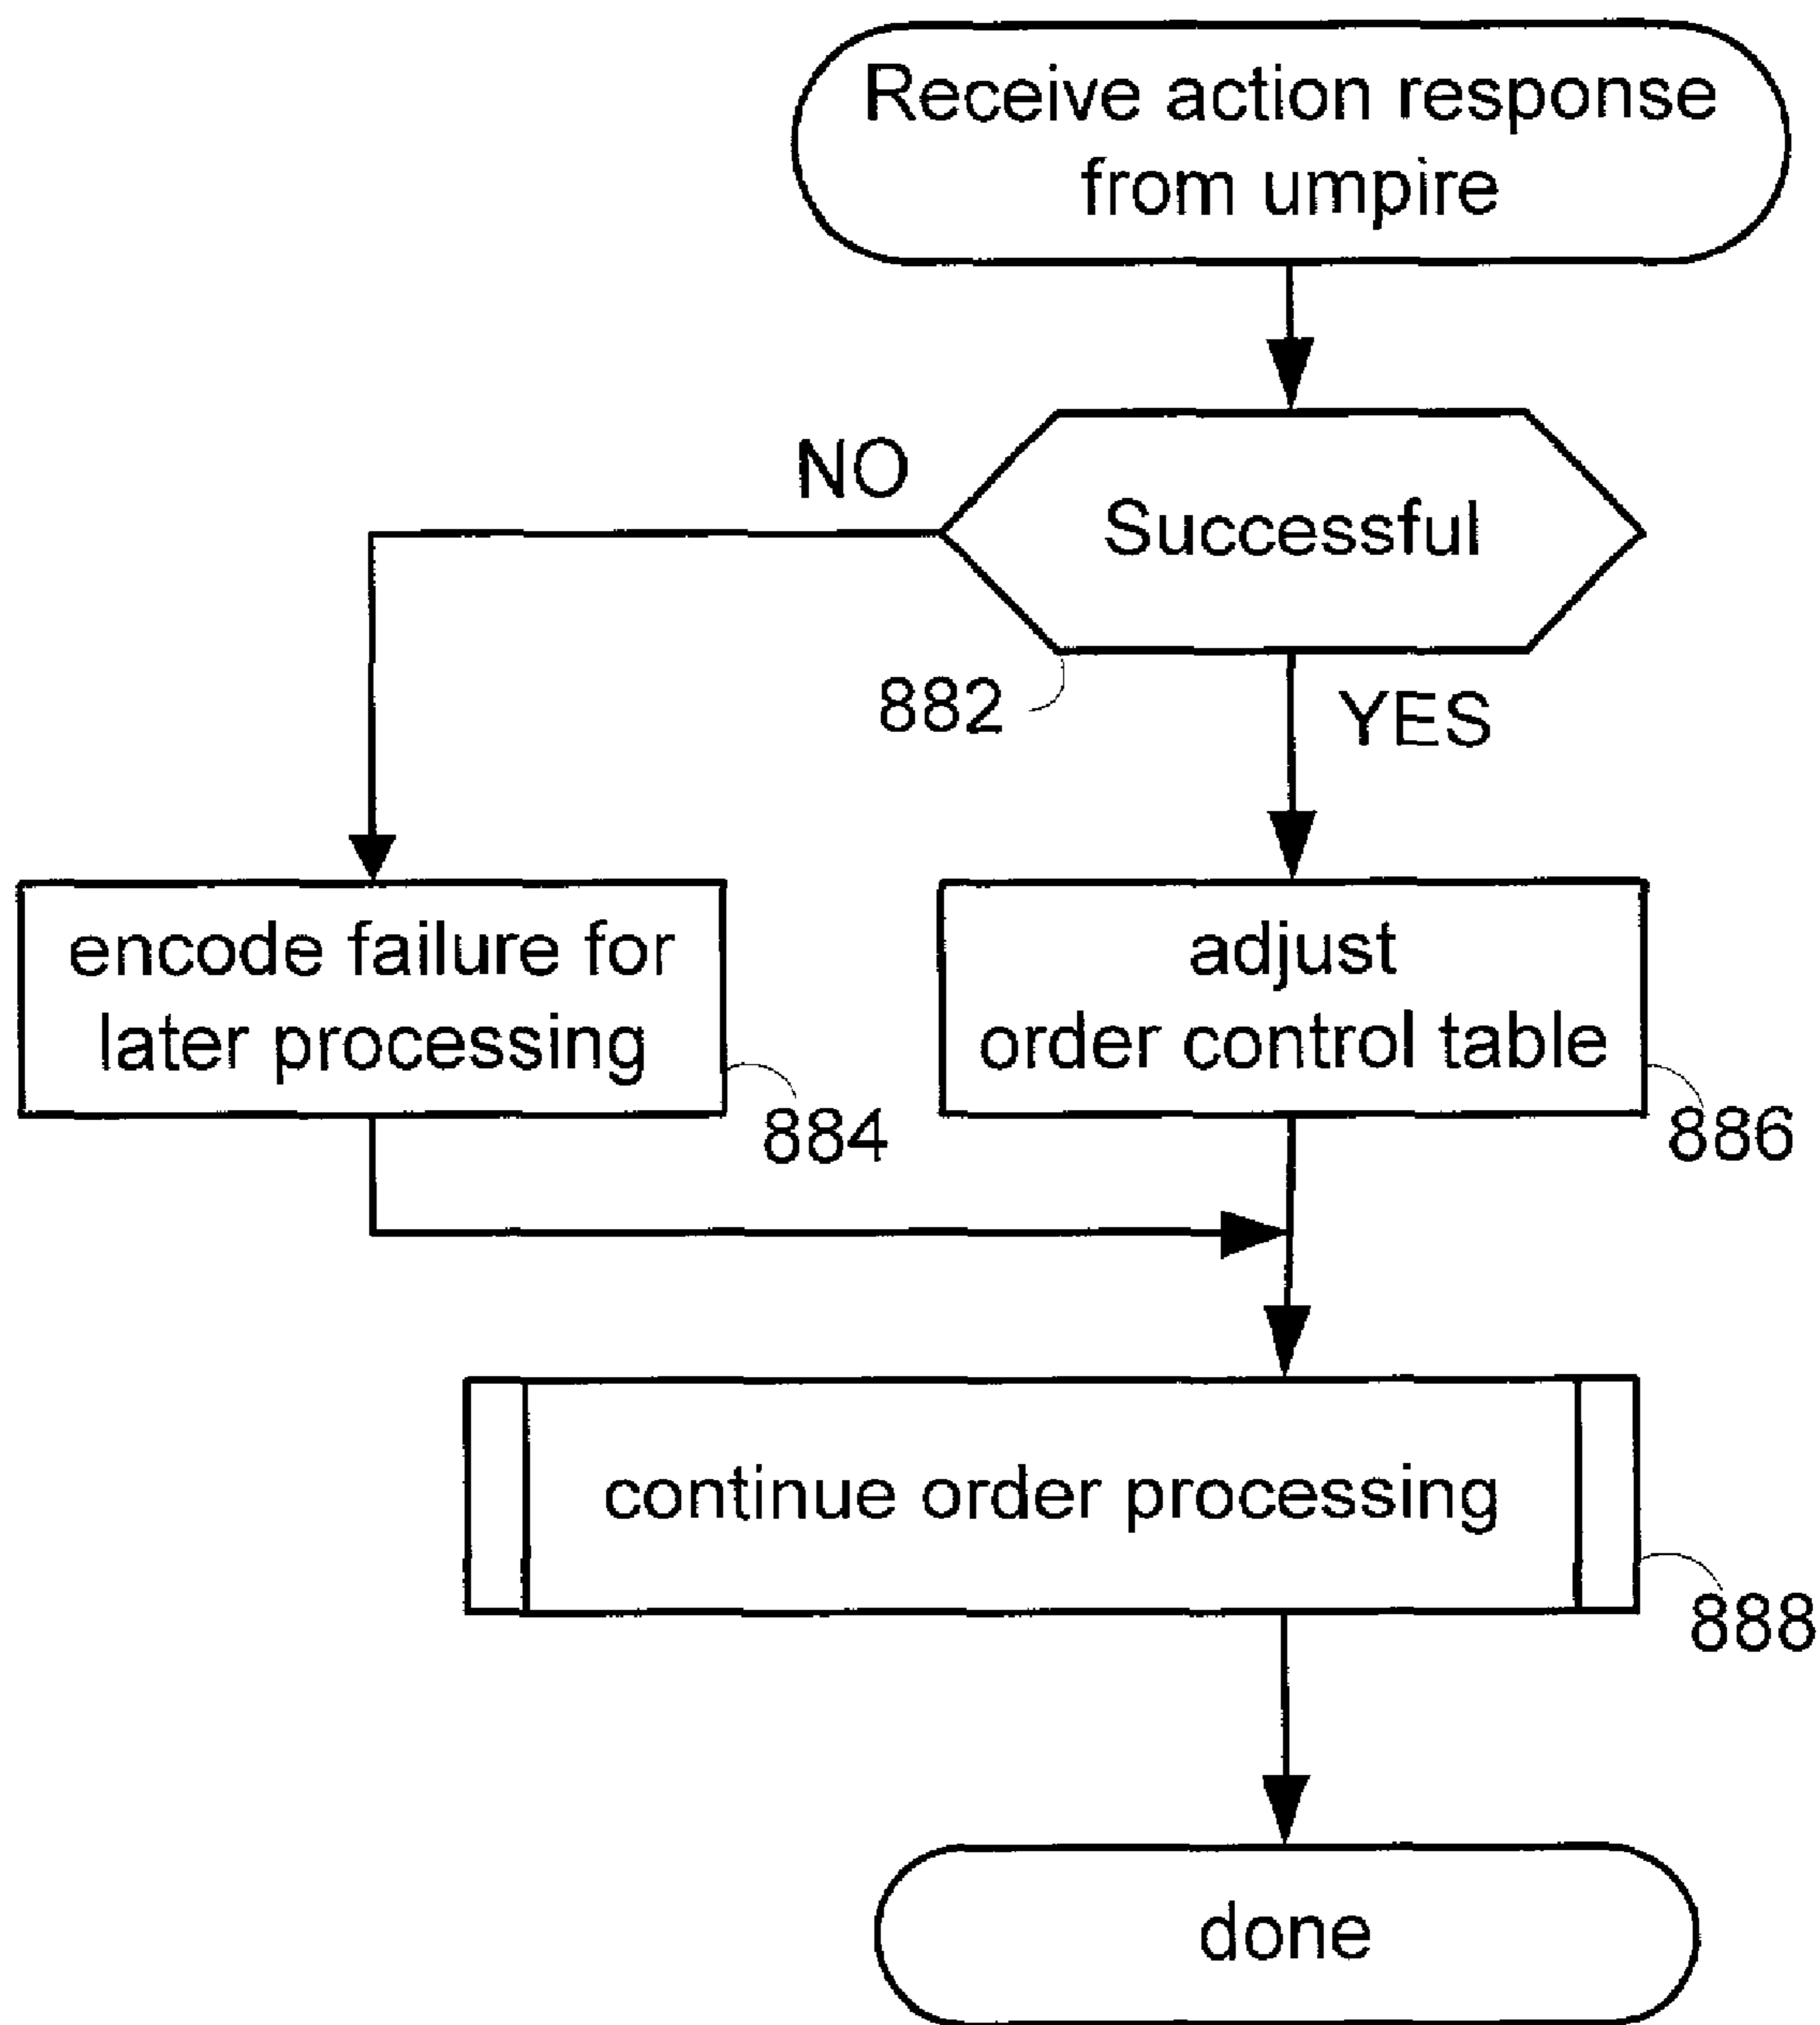 Receive action response
from umpire
NO
Successful
882
YES
encode failure for
later processing
884
adjust
order control table
886
continue order processing
888
done